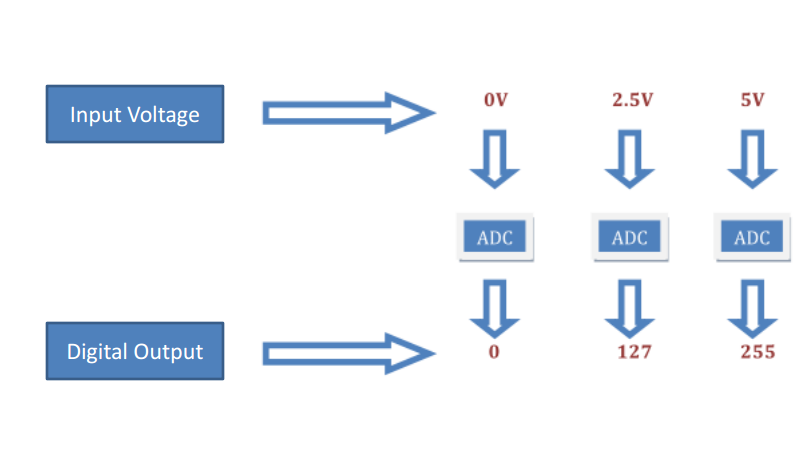 Input Voltage
0V 2.5V 5V
ADC ADC ADC
Digital Output
0 127 255